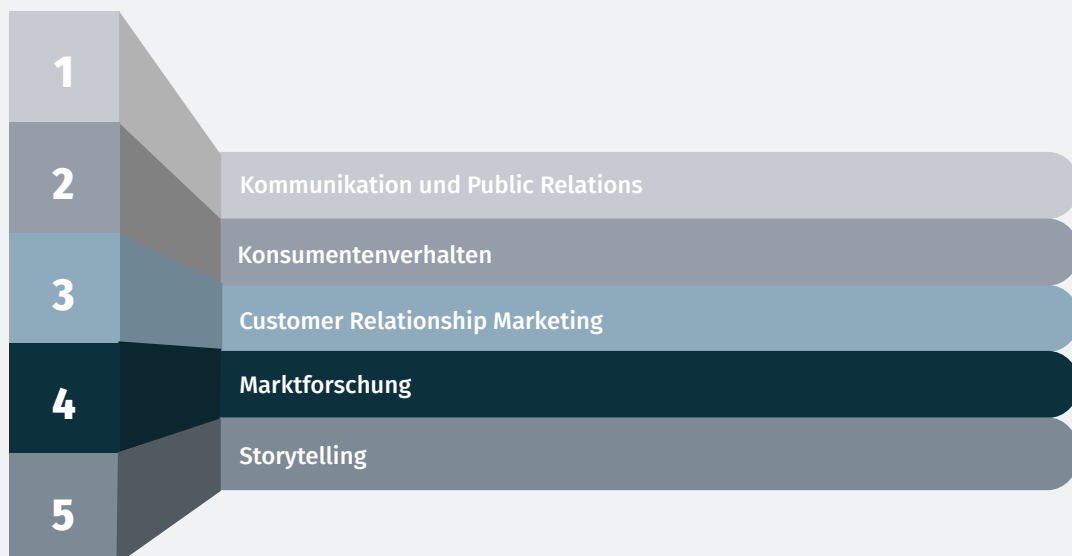 1
Kommunikation und Public Relations
2
Konsumentenverhalten
3
Customer Relationship Marketing
4
Marktforschung
5
Storytelling